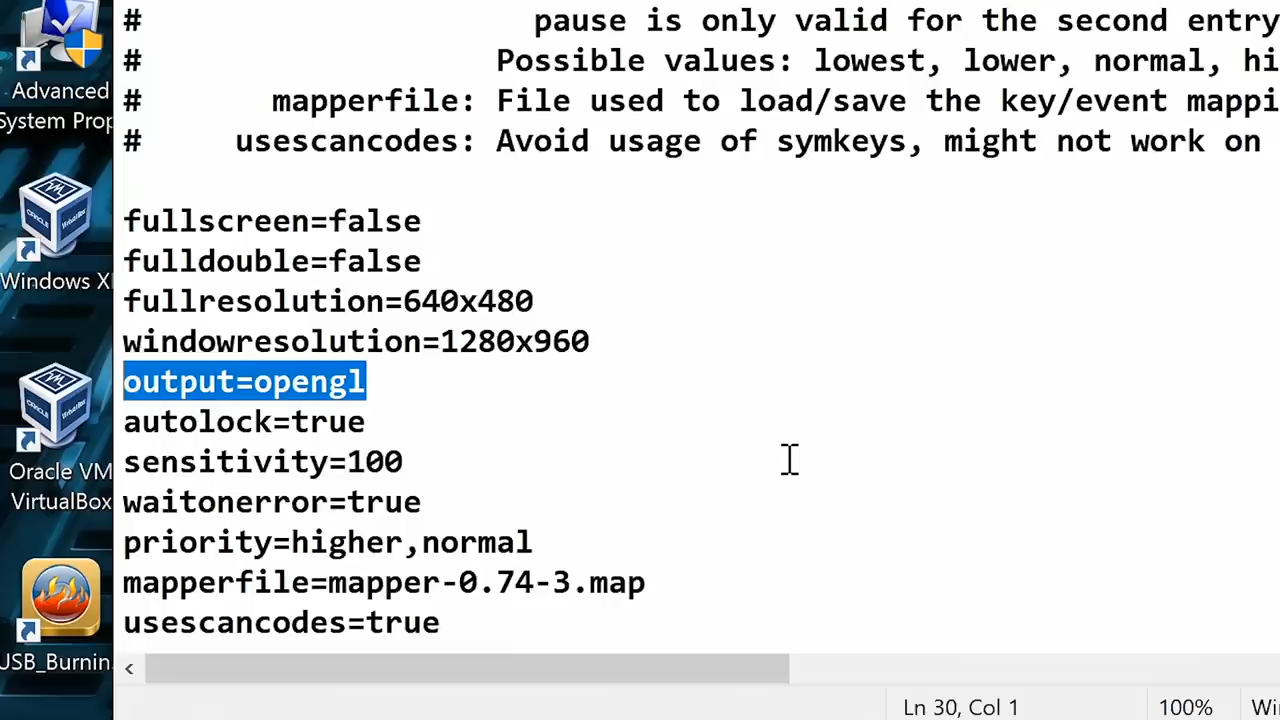 Advanced
System Prop
Windows X
Oracle VM
VirtualBox
USB_Burnin
# pause is only valid for the second entry
# Possible values: lowest, lower, normal, hi
# mapperfile: File used to load/save the key/event mappi
# usescancodes: Avoid usage of symkeys, might not work on
fullscreen=false
fulldouble=false
fullresolution=640x480
windowresolution=1280x960
output=opengl
autolock=true
sensitivity=100
waitonerror=true
priority=higher,normal
mapperfile=mapper-0.74-3.map
usescancodes=true
Ln 30, Col 1
100%
Wi